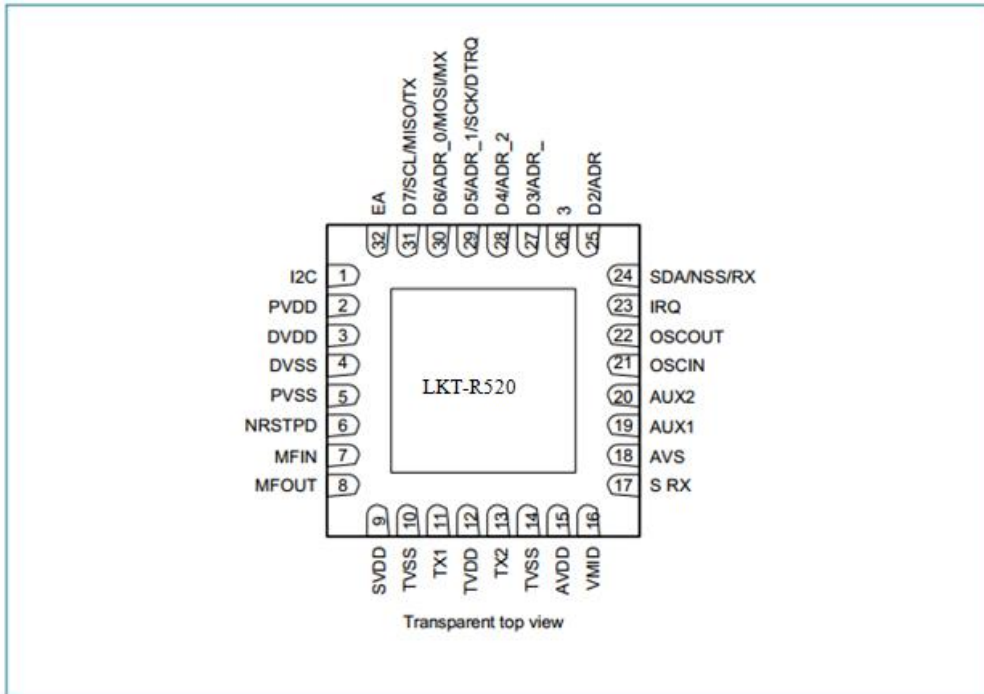 EA
D7/SCL/MISO/TX
D6/ADR_0/MOSI/MX
D5/ADR_1/SCK/DTRQ
D4/ADR_2
D3/ADR_
3
D2/ADR
32
31
30
29
28
27
26
25
I2C 1
PVDD 2
DVDD 3
DVSS 4
PVSS 5
NRSTPD 6
MFIN 7
MFOUT 8
LKT-R520
24 SDA/NSS/RX
23 IRQ
22 OSCOUT
21 OSCIN
20 AUX2
19 AUX1
18 AVS
17 S RX
9
10
11
12
13
14
15
16
SVDD
TVSS
TX1
TVDD
TX2
TVSS
AVDD
VMID
Transparent top view